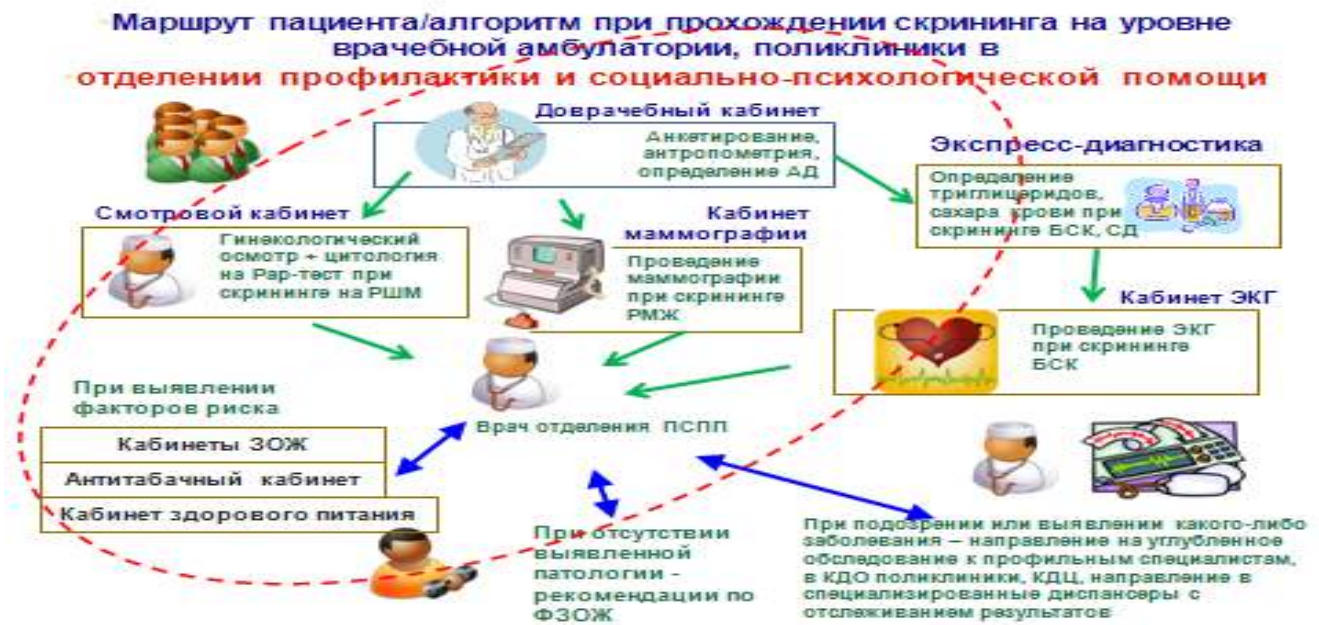 Маршрут пациента/алгоритм при прохождении скрининга на уровне
врачебной амбулатории, поликлиники в
отделении профилактики и социально-психологической помощи
Доврачебный кабинет
Анкетирование,
антропометрия,
определение АД
Экспресс-диагностика
Определение
триглицеридов,
сахара крови при
скрининге БСК, СД
Смотровой кабинет
Гинекологический
осмотр + цитология
на Рар-тест при
скрининге на РШМ
Кабинет
маммографии
Проведение
маммографии
при скрининге
РМЖ
Кабинет ЭКГ
Проведение ЭКГ
при скрининге
БСК
При выявлении
факторов риска
Кабинеты ЗОЖ
Антитабачный кабинет
Кабинет здорового питания
Врач отделения ПСПП
При отсутствии
выявленной
патологии -
рекомендации по
ФЗОЖ
При подозрении или выявлении какого-либо
заболевания – направление на углубленное
обследование к профильным специалистам,
в КДО поликлиники, КДЦ, направление в
специализированные диспансеры с
отслеживанием результатов